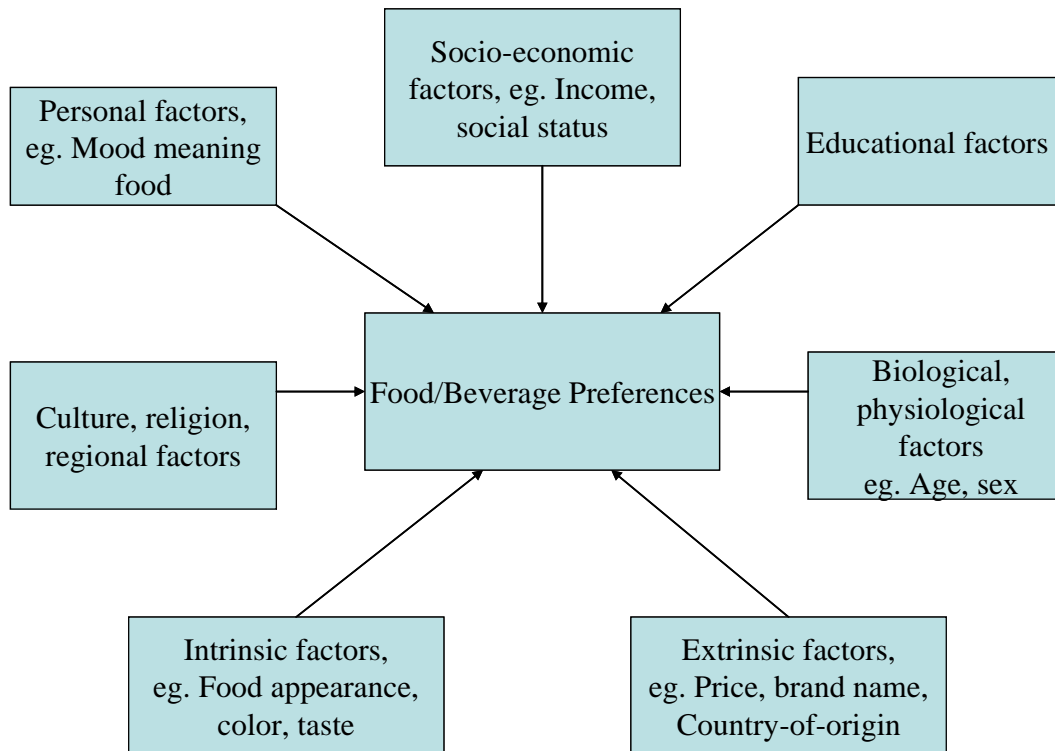 Socio-economic
factors, eg. Income,
social status
Personal factors,
eg. Mood meaning
food
Educational factors
Food/Beverage Preferences
Culture, religion,
regional factors
Biological,
physiological
factors
eg. Age, sex
Intrinsic factors,
eg. Food appearance,
color, taste
Extrinsic factors,
eg. Price, brand name,
Country-of-origin